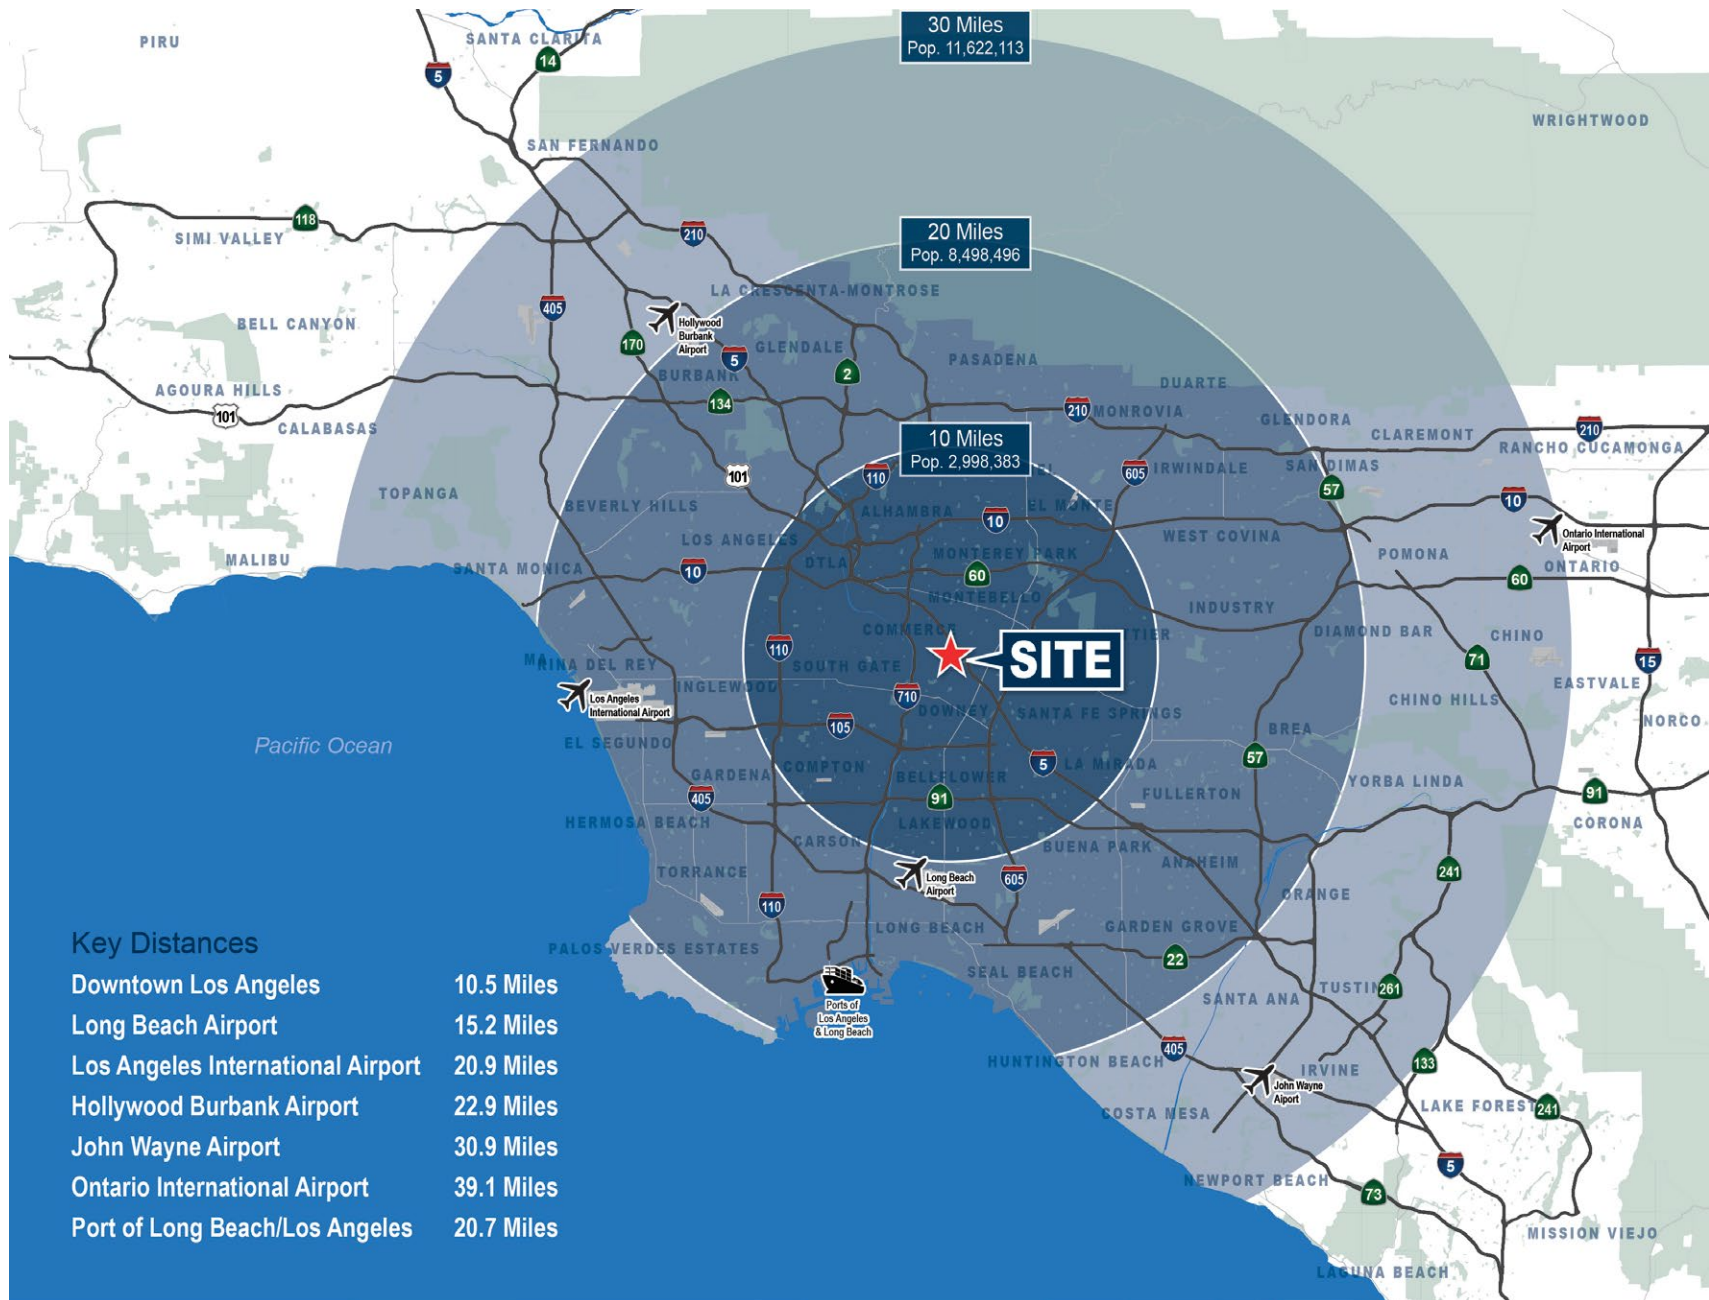 30 Miles
Pop. 11,622,113
PIRU
SANTA CLARITA
14
5
WRIGHTWOOD
SAN FERNANDO
118
SIMI VALLEY
210
20 Miles
Pop. 8,498,496
LA CRESCENTA-MONTROSE
405
BELL CANYON
Hollywood
Burbank
Airport
170
5
GLENDALE
PASADENA
2
BURBANK
DUARTE
AGOURA HILLS
101
134
210
MONROVIA
GLENDORA
CALABASAS
CLAREMONT
210
RANCHO CUCAMONGA
10 Miles
Pop. 2,998,383
110
101
605
IRWINDALE
SAN DIMAS
57
TOPANGA
BEVERLY HILLS
ALHAMBRA
10
EL MONTE
10
LOS ANGELES
WEST COVINA
Ontario International
Airport
MALIBU
SANTA MONICA
10
DTLA
MONTEREY PARK
60
POMONA
60
ONTARIO
MONTEBELLO
INDUSTRY
COMMERCE
DIAMOND BAR
CHINO
110
SITE
71
15
MARINA DEL REY
SOUTH GATE
INGLEWOOD
710
EASTVALE
Los Angeles
International Airport
DOWNEY
SANTA FE SPRINGS
CHINO HILLS
NORCO
105
BREA
EL SEGUNDO
Pacific Ocean
57
GARDENA
COMPTON
BELLFLOWER
5
LA MIRADA
YORBA LINDA
405
91
FULLERTON
91
HERMOSA BEACH
LAKEWOOD
CORONA
CARSON
BUENA PARK
ANAHEIM
TORRANCE
Long Beach
Airport
605
241
110
ORANGE
LONG BEACH
GARDEN GROVE
PALOS VERDES ESTATES
22
SEAL BEACH
Ports of
Los Angeles
& Long Beach
SANTA ANA
TUSTIN
261
HUNTINGTON BEACH
405
IRVINE
133
John Wayne
Aiport
COSTA MESA
LAKE FOREST
241
5
NEWPORT BEACH
73
MISSION VIEJO
LAGUNA BEACH
Key Distances
Downtown Los Angeles 10.5 Miles
Long Beach Airport 15.2 Miles
Los Angeles International Airport 20.9 Miles
Hollywood Burbank Airport 22.9 Miles
John Wayne Airport 30.9 Miles
Ontario International Airport 39.1 Miles
Port of Long Beach/Los Angeles 20.7 Miles